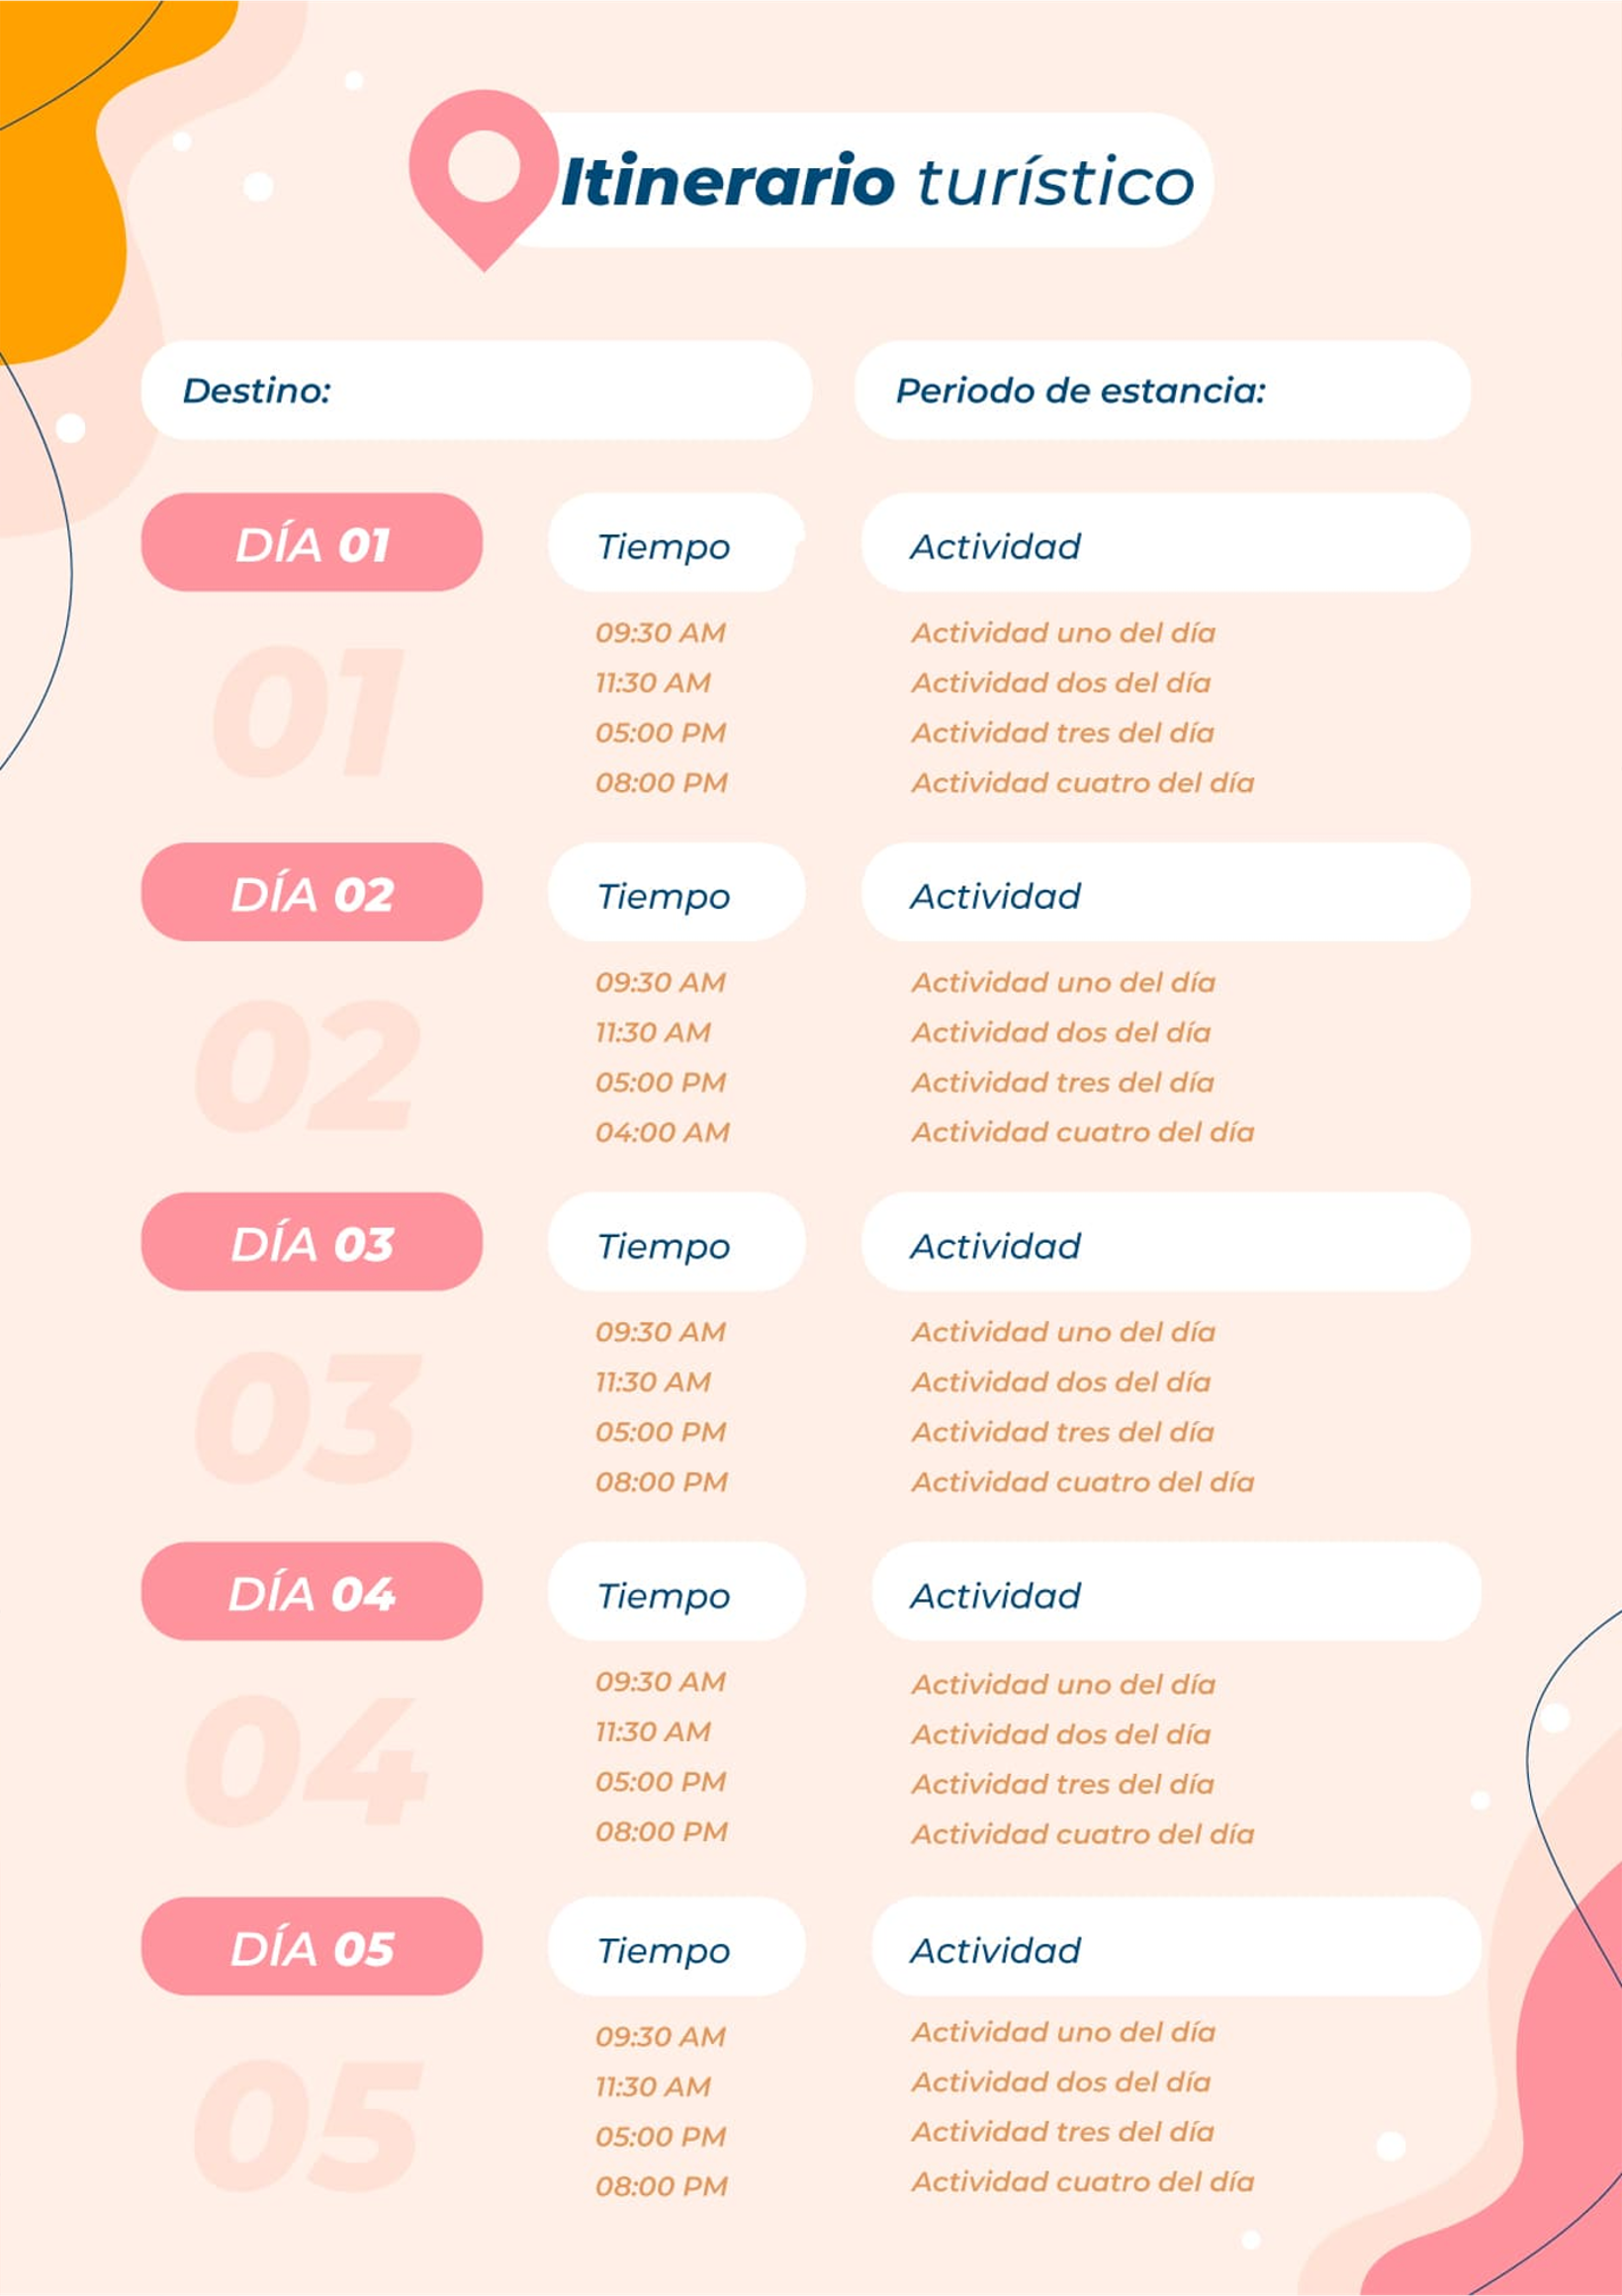 Itinerario turístico
Destino: Periodo de estancia:
DÍA 01 Tiempo Actividad
01
09:30 AM Actividad uno del día
11:30 AM Actividad dos del día
05:00 PM Actividad tres del día
08:00 PM Actividad cuatro del día
DÍA 02 Tiempo Actividad
02
09:30 AM Actividad uno del día
11:30 AM Actividad dos del día
05:00 PM Actividad tres del día
04:00 AM Actividad cuatro del día
DÍA 03 Tiempo Actividad
03
09:30 AM Actividad uno del día
11:30 AM Actividad dos del día
05:00 PM Actividad tres del día
08:00 PM Actividad cuatro del día
DÍA 04 Tiempo Actividad
04
09:30 AM Actividad uno del día
11:30 AM Actividad dos del día
05:00 PM Actividad tres del día
08:00 PM Actividad cuatro del día
DÍA 05 Tiempo Actividad
05
09:30 AM Actividad uno del día
11:30 AM Actividad dos del día
05:00 PM Actividad tres del día
08:00 PM Actividad cuatro del día